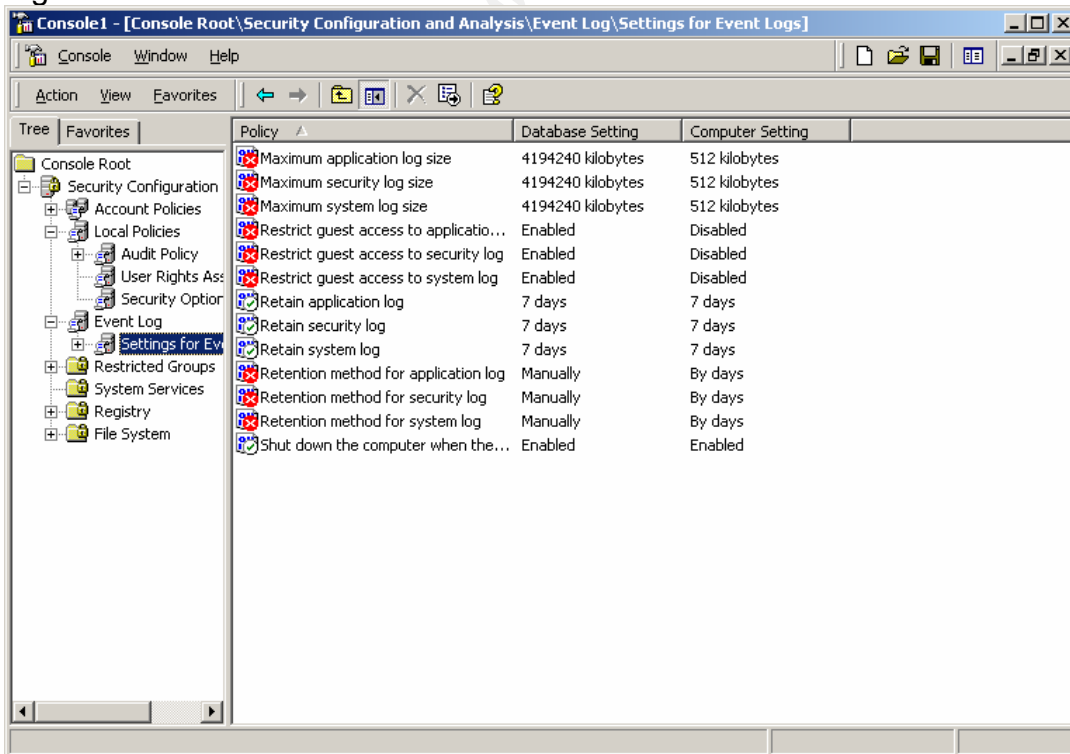 Console1 - [Console Root\Security Configuration and Analysis\Event Log\Settings for Event Logs]
Console Window Help
Action View Favorites
Tree Favorites
Console Root
Security Configuration
Account Policies
Local Policies
Audit Policy
User Rights Ass
Security Option
Event Log
Settings for Eve
Restricted Groups
System Services
Registry
File System
Policy Database Setting Computer Setting
Maximum application log size 4194240 kilobytes 512 kilobytes
Maximum security log size 4194240 kilobytes 512 kilobytes
Maximum system log size 4194240 kilobytes 512 kilobytes
Restrict guest access to applicatio... Enabled Disabled
Restrict guest access to security log Enabled Disabled
Restrict guest access to system log Enabled Disabled
Retain application log 7 days 7 days
Retain security log 7 days 7 days
Retain system log 7 days 7 days
Retention method for application log Manually By days
Retention method for security log Manually By days
Retention method for system log Manually By days
Shut down the computer when the... Enabled Enabled